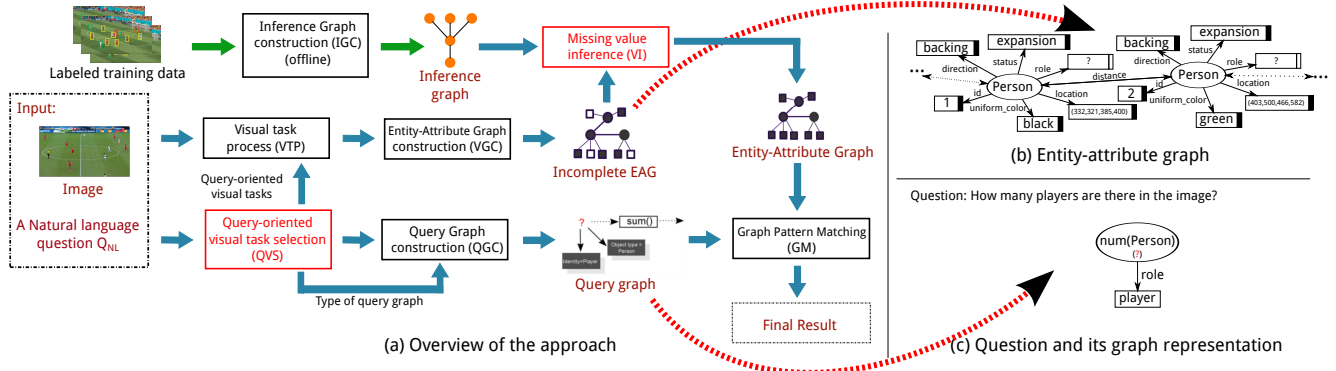 Labeled training data
Inference Graph
construction (IGC)
(offline)
Inference
graph
Missing value
inference (VI)
Input:
Image
A Natural language
question QNL
Visual task
process (VTP)
Entity-Attribute Graph
construction (VGC)
Incomplete EAG
Entity-Attribute Graph
Query-oriented
visual tasks
Query-oriented
visual task selection
(QVS)
Query Graph
construction (QGC)
Type of query graph
?
sum()
Object type =
Person
Identity=Player
Query graph
Graph Pattern Matching
(GM)
Final Result
(a) Overview of the approach
backing
expansion
direction
status
role
?
...
Person
distance
id
1
uniform_color
black
location
(332,321,385,400)
backing
expansion
direction
status
role
?
Person
...
id
2
uniform_color
green
location
(403,500,466,582)
(b) Entity-attribute graph
Question: How many players are there in the image?
num(Person)
(?)
role
player
(c) Question and its graph representation